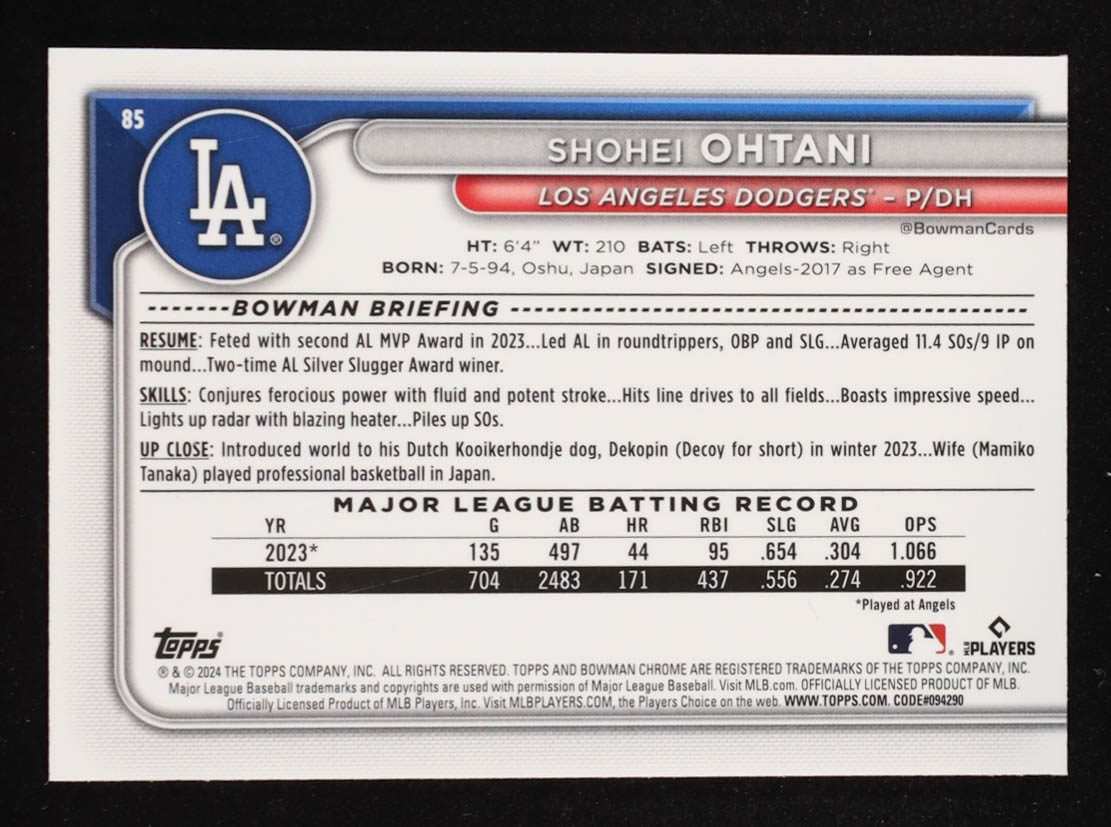 85
LA®
SHOHEI OHTANI
LOS ANGELES DODGERS® – P/DH
@BowmanCards
HT: 6'4" WT: 210 BATS: Left THROWS: Right
BORN: 7-5-94, Oshu, Japan SIGNED: Angels-2017 as Free Agent
BOWMAN BRIEFING
RESUME: Feted with second AL MVP Award in 2023...Led AL in roundtrippers, OBP and SLG...Averaged 11.4 SOs/9 IP on
mound...Two-time AL Silver Slugger Award winer.
SKILLS: Conjures ferocious power with fluid and potent stroke...Hits line drives to all fields...Boasts impressive speed...
Lights up radar with blazing heater...Piles up SOs.
UP CLOSE: Introduced world to his Dutch Kooikerhondje dog, Dekopin (Decoy for short) in winter 2023...Wife (Mamiko
Tanaka) played professional basketball in Japan.
MAJOR LEAGUE BATTING RECORD
YR G AB HR RBI SLG AVG OPS
2023* 135 497 44 95 .654 .304 1.066
TOTALS 704 2483 171 437 .556 .274 .922
*Played at Angels
Topps® MLB PLAYERS
® & © 2024 THE TOPPS COMPANY, INC. ALL RIGHTS RESERVED. TOPPS AND BOWMAN CHROME ARE REGISTERED TRADEMARKS OF THE TOPPS COMPANY, INC.
Major League Baseball trademarks and copyrights are used with permission of Major League Baseball. Visit MLB.com. OFFICIALLY LICENSED PRODUCT OF MLB.
Officially Licensed Product of MLB Players, Inc. Visit MLBPLAYERS.COM, the Players Choice on the web. WWW.TOPPS.COM. CODE#094290